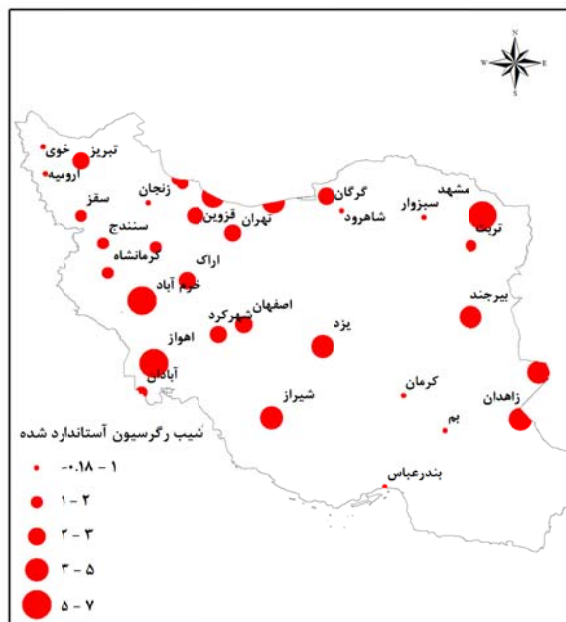 N
W E
S
خوی
تبریز
ارومیه
زنجان
گرگان
مشهد
سقز
قزوین
شاهرود
سبزوار
تهران
تربت
سنندج
کرمانشاه
اراک
خرم آباد
بیرجند
شهرکرد
اصفهان
یزد
اهواز
آبادان
شیراز
کرمان
زاهدان
بم
بندرعباس
شیب رگرسیون آستاندارد شده
-۰.۱۸ - ۱
۱ - ۲
۲ - ۳
۳ - ۵
۵ - ۷